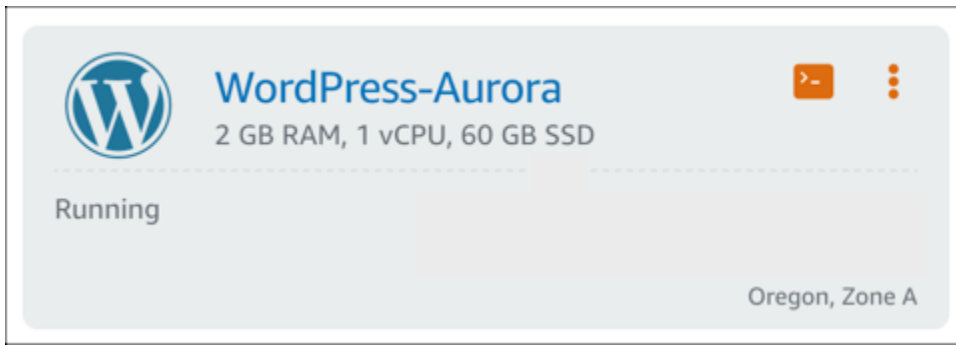 WordPress-Aurora
2 GB RAM, 1 vCPU, 60 GB SSD
Running
Oregon, Zone A